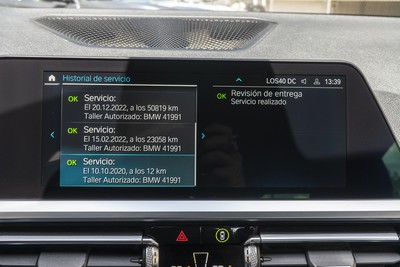 Historial de servicio
LOS40 DC
13:39
OK
Servicio:
El 20.12.2022, a los 50819 km
Taller Autorizado: BMW 41991
OK
Servicio:
El 15.02.2022, a los 23058 km
Taller Autorizado: BMW 41991
OK
Servicio:
El 10.10.2020, a los 12 km
Taller Autorizado: BMW 41991
OK
Revisión de entrega
Servicio realizado